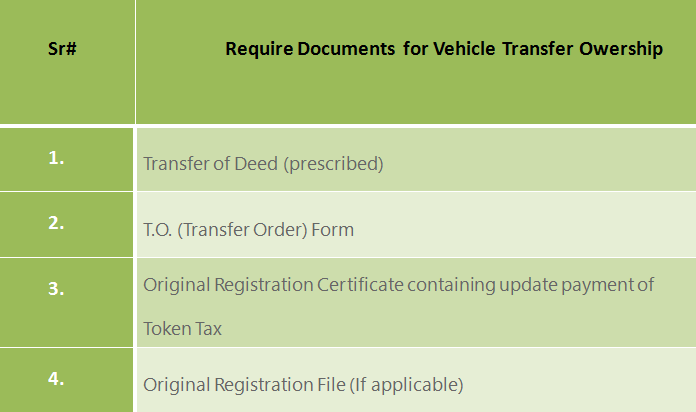 Sr#
Require Documents for Vehicle Transfer Owership
1.
Transfer of Deed (prescribed)
2.
T.O. (Transfer Order) Form
3.
Original Registration Certificate containing update payment of
Token Tax
4.
Original Registration File (If applicable)